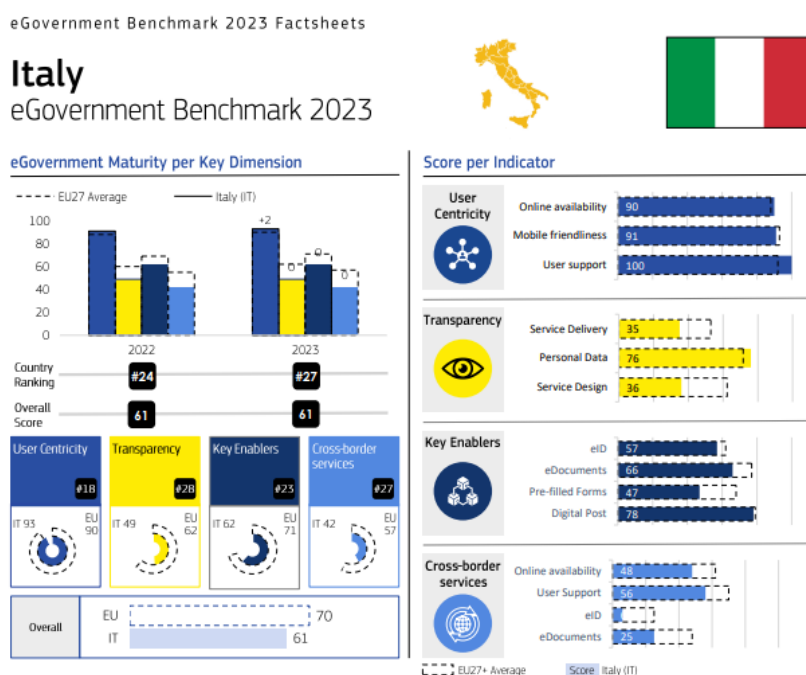 eGovernment Benchmark 2023 Factsheets
Italy
eGovernment Benchmark 2023
eGovernment Maturity per Key Dimension
EU27 Average
Italy (IT)
100
80
60
40
20
0
+2
0
0
0
2022
2023
Country
Ranking
#24
#27
Overall
Score
61
61
User Centricity
#18
IT 93
EU
90
Transparency
#28
IT 49
EU
62
Key Enablers
#23
IT 62
EU
71
Cross-border
services
#27
IT 42
EU
57
Overall
EU
70
IT
61
Score per Indicator
User
Centricity
Online availability
90
Mobile friendliness
91
User support
100
Transparency
Service Delivery
35
Personal Data
76
Service Design
36
Key Enablers
eID
57
eDocuments
66
Pre-filled Forms
47
Digital Post
78
Cross-border
services
Online availability
48
User Support
56
eID
eDocuments
25
EU27+ Average
Score
Italy (IT)